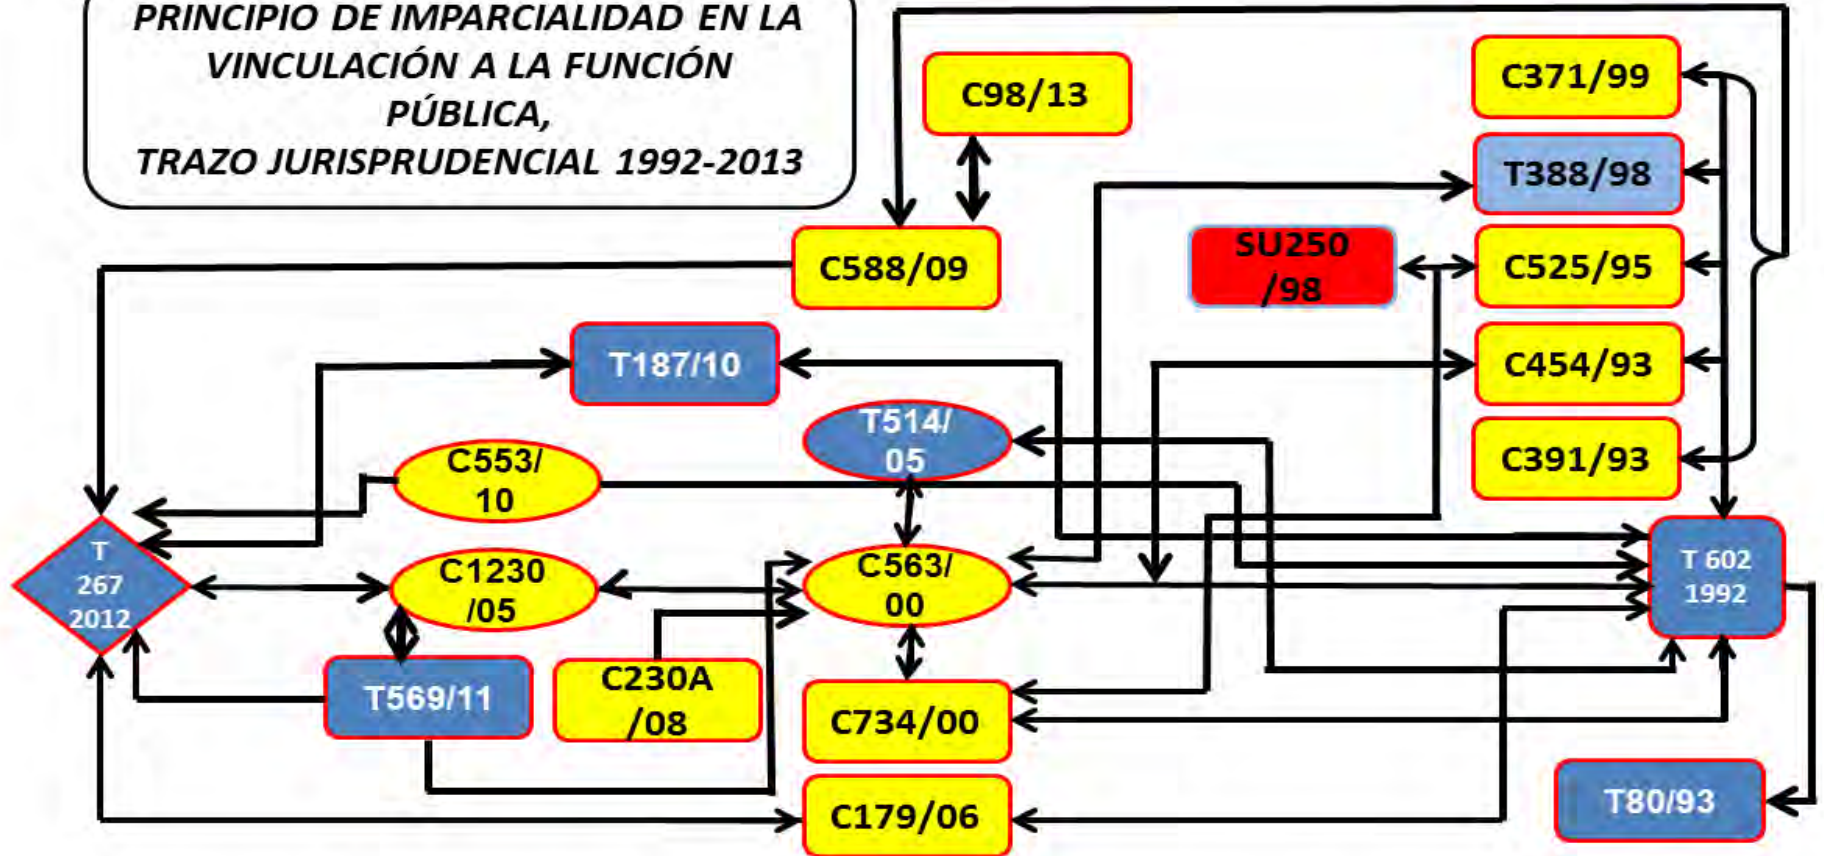 PRINCIPIO DE IMPARCIALIDAD EN LA
VINCULACIÓN A LA FUNCIÓN
PÚBLICA,
TRAZO JURISPRUDENCIAL 1992-2013
C98/13
C371/99
T388/98
SU250
/98
C525/95
C588/09
T187/10
C454/93
T514/
05
C391/93
C553/
10
T
267
2012
C1230
/05
C563/
00
T 602
1992
T569/11
C230A
/08
C734/00
C179/06
T80/93